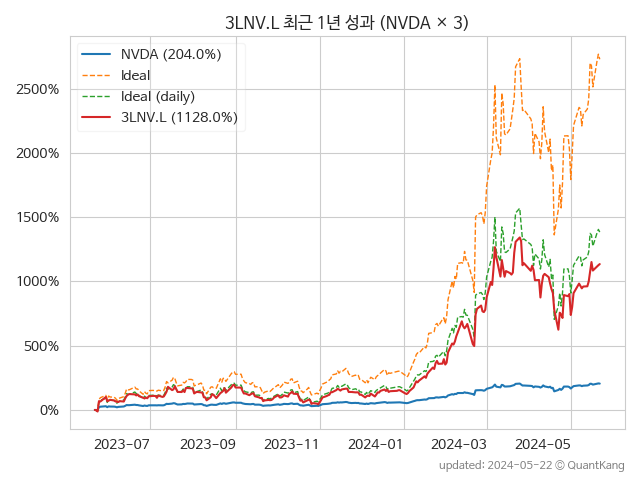 3LNV.L 최근 1년 성과 (NVDA × 3)
NVDA (204.0%)
Ideal
Ideal (daily)
3LNV.L (1128.0%)
2500%
2000%
1500%
1000%
500%
0%
2023-07 2023-09 2023-11 2024-01 2024-03 2024-05
updated: 2024-05-22 @ QuantKang